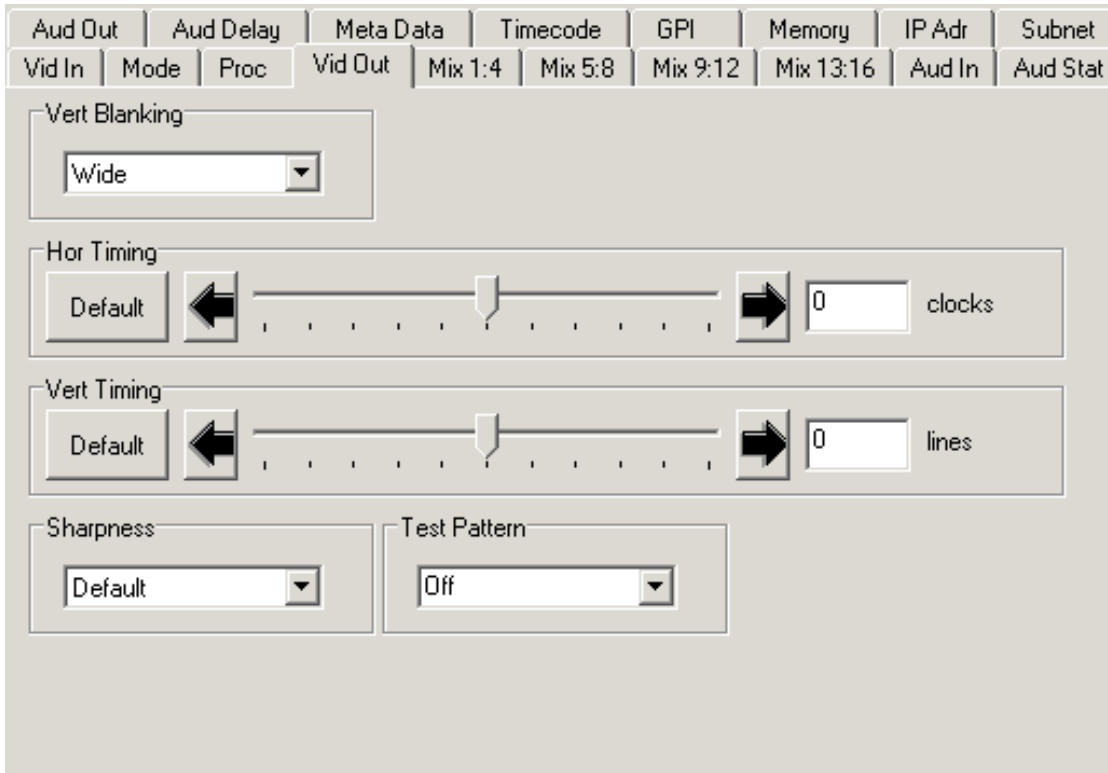 Aud Out Aud Delay Meta Data Timecode GPI Memory IP Adr Subnet
Vid In Mode Proc Vid Out Mix 1:4 Mix 5:8 Mix 9:12 Mix 13:16 Aud In Aud Stat
Vert Blanking
Wide
Hor Timing
Default 0 clocks
Vert Timing
Default 0 lines
Sharpness Test Pattern
Default Off